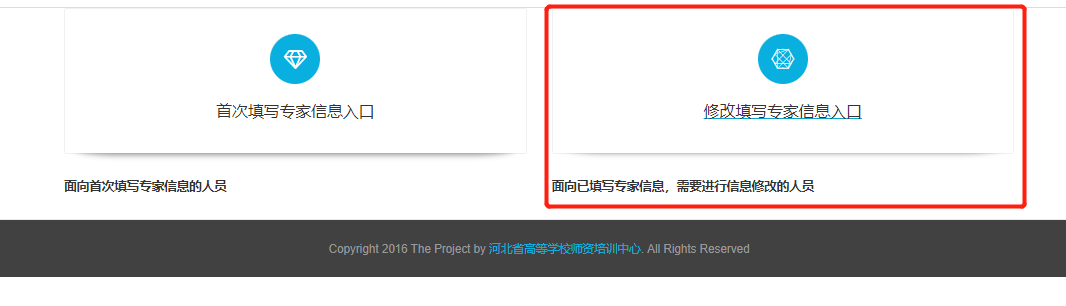 首次填写专家信息入口
修改填写专家信息入口
面向首次填写专家信息的人员
面向已填写专家信息，需要进行信息修改的人员
Copyright 2016 The Project by 河北省高等学校师资培训中心. All Rights Reserved